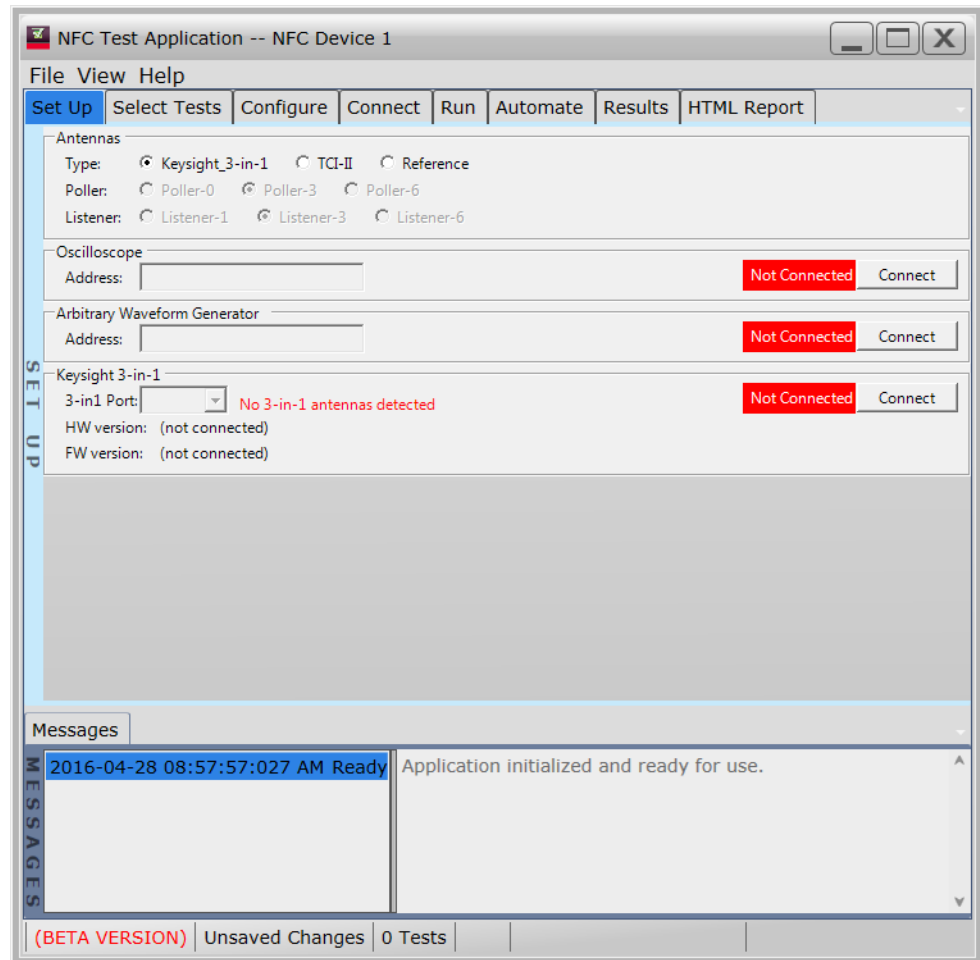 NFC Test Application -- NFC Device 1
File View Help
Set Up Select Tests Configure Connect Run Automate Results HTML Report
Antennas
Type: Keysight_3-in-1 TCI-II Reference
Poller: Poller-0 Poller-3 Poller-6
Listener: Listener-1 Listener-3 Listener-6
Oscilloscope
Address: Not Connected Connect
Arbitrary Waveform Generator
Address: Not Connected Connect
SET UP
Keysight 3-in-1
3-in1 Port: No 3-in-1 antennas detected Not Connected Connect
HW version: (not connected)
FW version: (not connected)
Messages
MESSAGES
2016-04-28 08:57:57:027 AM Ready Application initialized and ready for use.
(BETA VERSION) Unsaved Changes 0 Tests